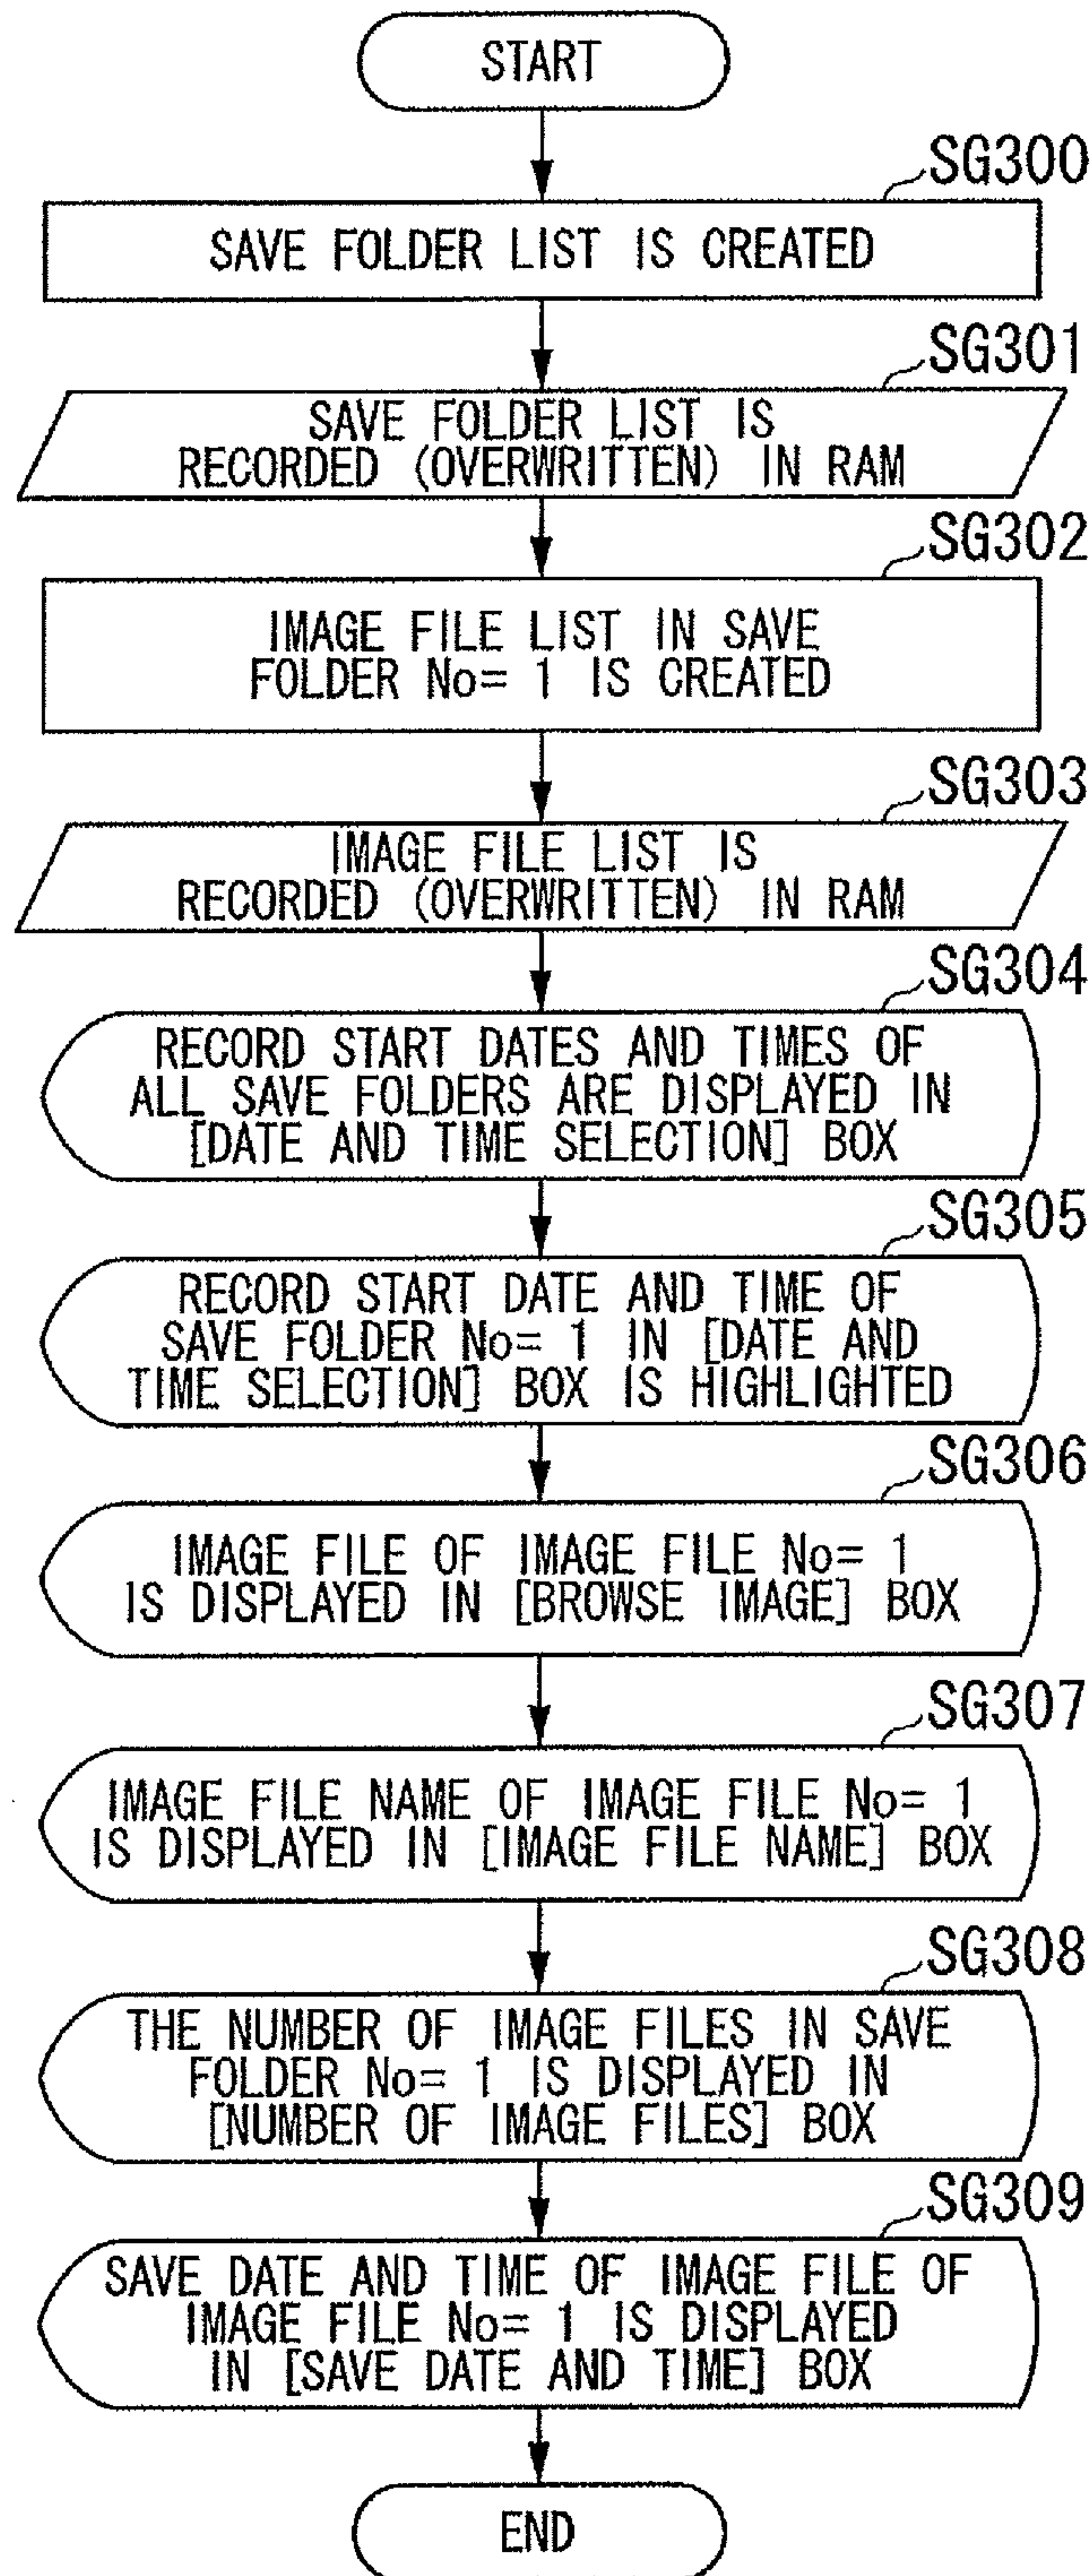 START
SG300
SAVE FOLDER LIST IS CREATED
SG301
SAVE FOLDER LIST IS
RECORDED (OVERWRITTEN) IN RAM
SG302
IMAGE FILE LIST IN SAVE
FOLDER No= 1 IS CREATED
SG303
IMAGE FILE LIST IS
RECORDED (OVERWRITTEN) IN RAM
SG304
RECORD START DATES AND TIMES OF
ALL SAVE FOLDERS ARE DISPLAYED IN
[DATE AND TIME SELECTION] BOX
SG305
RECORD START DATE AND TIME OF
SAVE FOLDER No= 1 IN [DATE AND
TIME SELECTION] BOX IS HIGHLIGHTED
SG306
IMAGE FILE OF IMAGE FILE No= 1
IS DISPLAYED IN [BROWSE IMAGE] BOX
SG307
IMAGE FILE NAME OF IMAGE FILE No= 1
IS DISPLAYED IN [IMAGE FILE NAME] BOX
SG308
THE NUMBER OF IMAGE FILES IN SAVE
FOLDER No= 1 IS DISPLAYED IN
[NUMBER OF IMAGE FILES] BOX
SG309
SAVE DATE AND TIME OF IMAGE FILE OF
IMAGE FILE No= 1 IS DISPLAYED
IN [SAVE DATE AND TIME] BOX
END